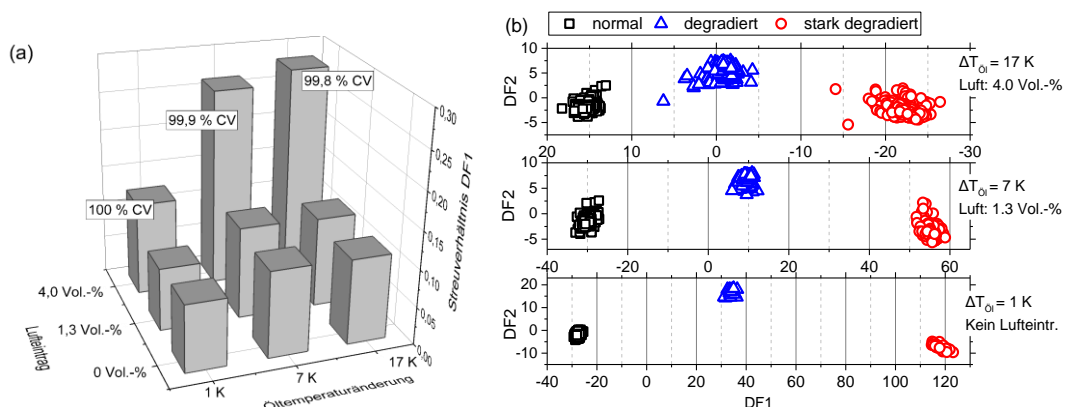 (a)
99,8 % CV
99,9 % CV
100 % CV
0,30
0,25
0,20
0,15
0,10
0,05
0,00
Streuverhältnis DF1
4,0 Vol.-%
1,3 Vol.-%
0 Vol.-%
Lufteintrag
1 K
7 K
17 K
Öltemperaturänderung
(b)
normal degradiert stark degradiert
DF2
10
5
0
-5
20 10 0 -10 -20 -30
ΔTÖl = 17 K
Luft: 4.0 Vol.-%
DF2
10
5
0
-5
-40 -20 0 20 40 60
ΔTÖl = 7 K
Luft: 1.3 Vol.-%
DF2
20
10
0
-10
-40 -20 0 20 40 60 80 100 120
ΔTÖl = 1 K
Kein Lufteintr.
DF1